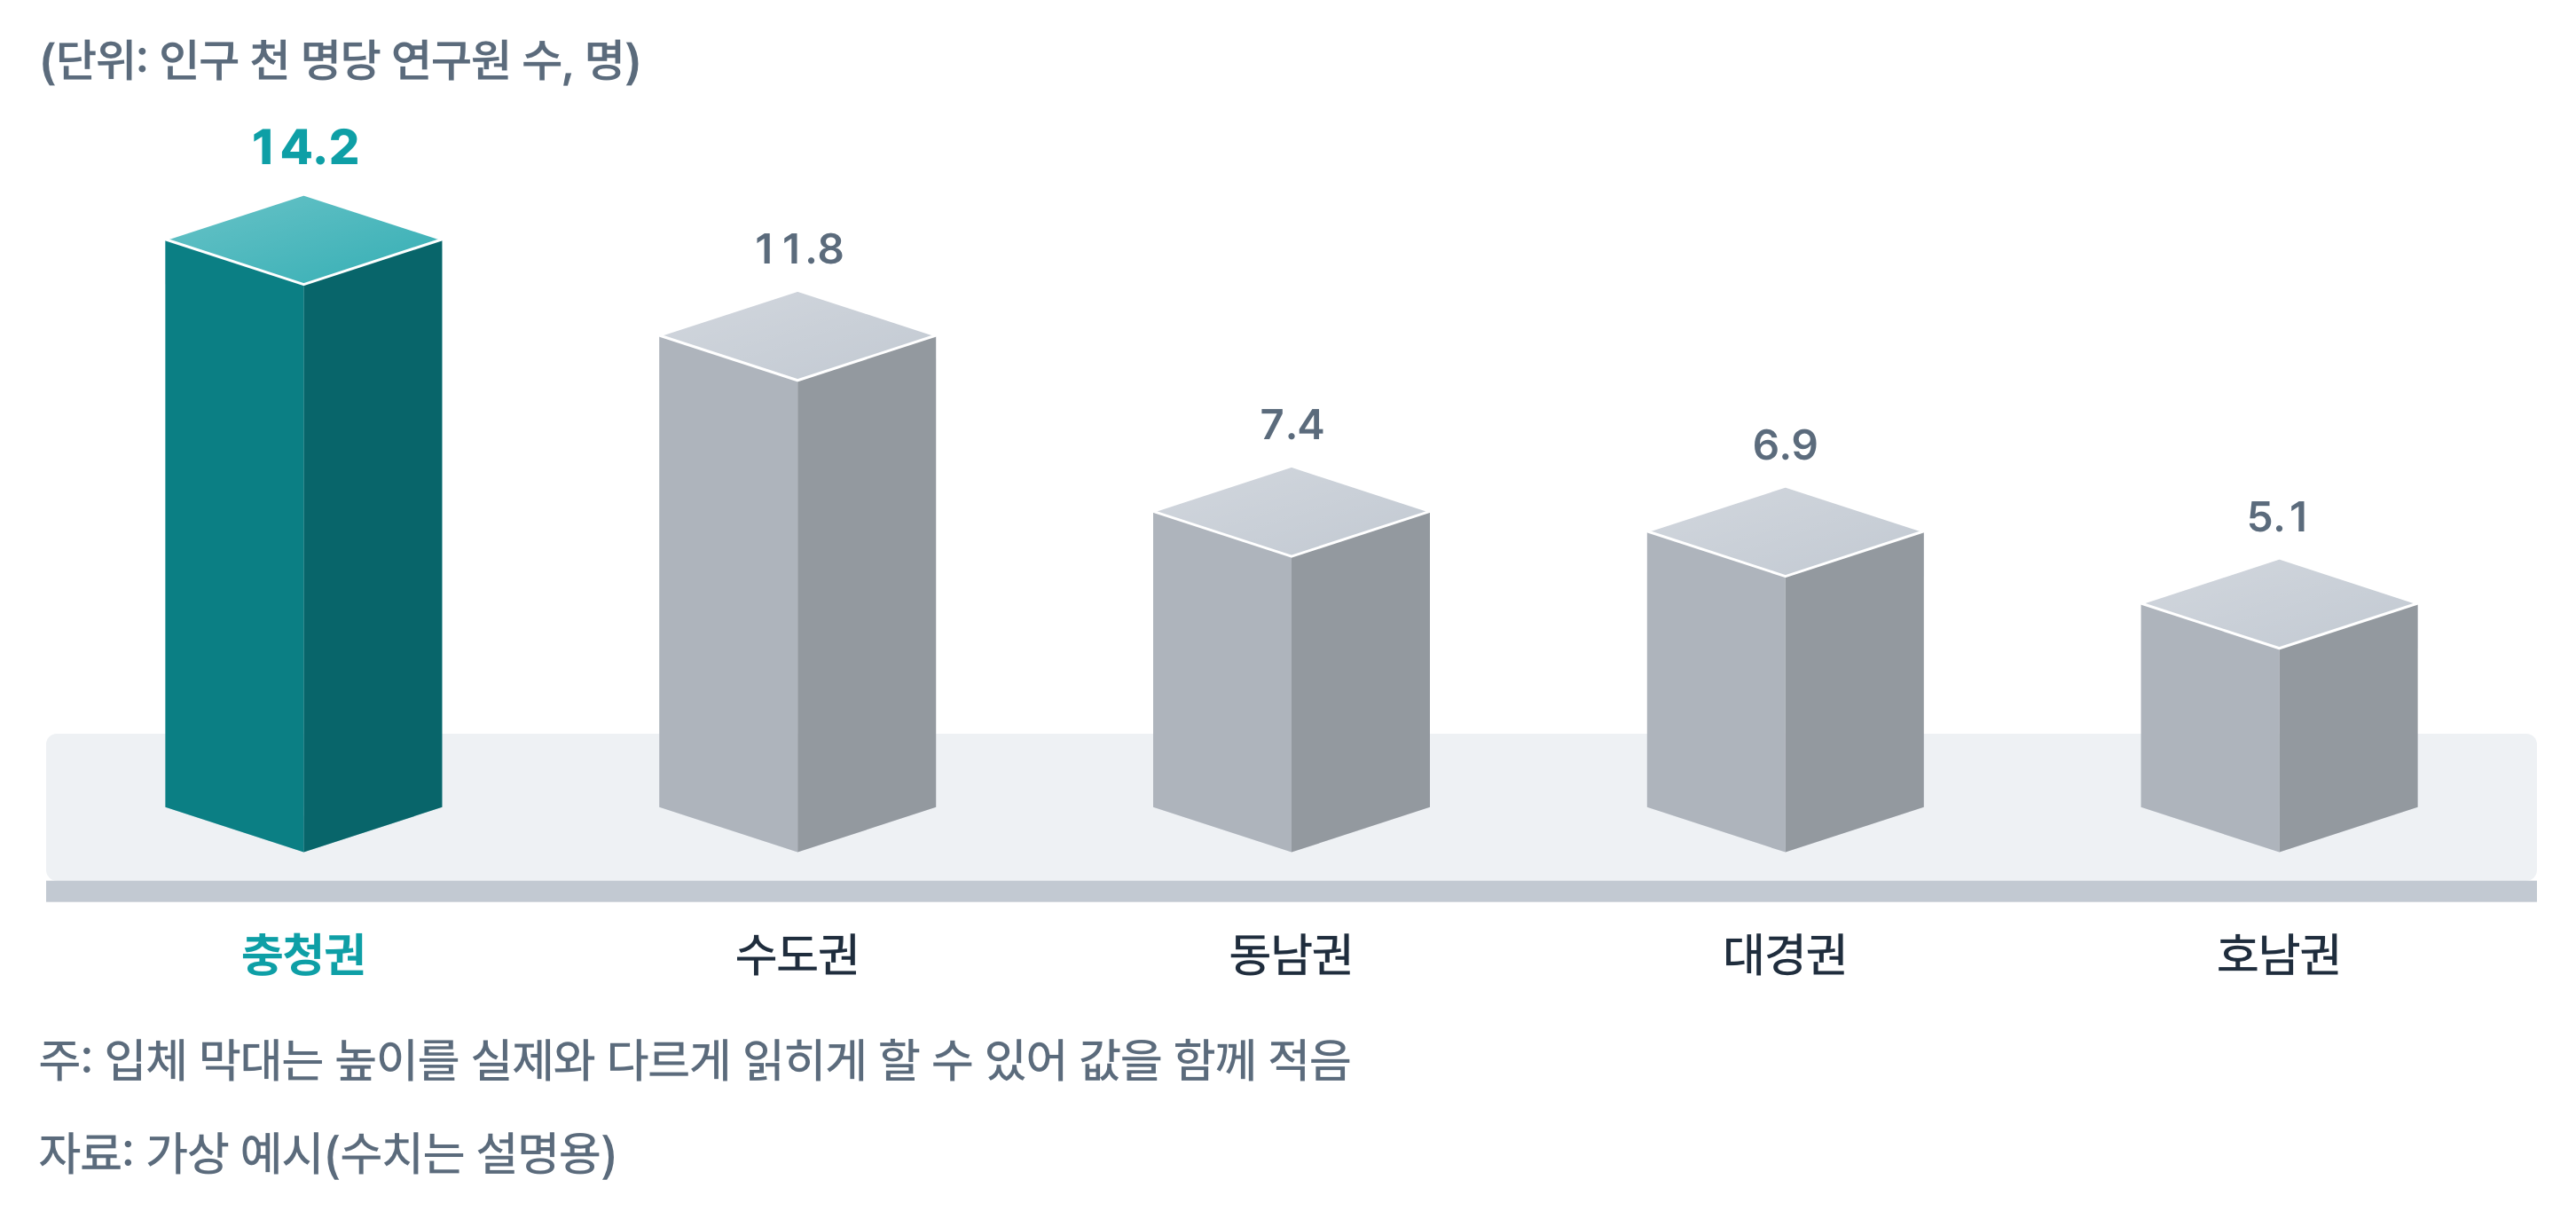 (단위: 인구 천 명당 연구원 수, 명)
14.2
11.8
7.4
6.9
5.1
충청권
수도권
동남권
대경권
호남권
주: 입체 막대는 높이를 실제와 다르게 읽히게 할 수 있어 값을 함께 적음
자료: 가상 예시(수치는 설명용)